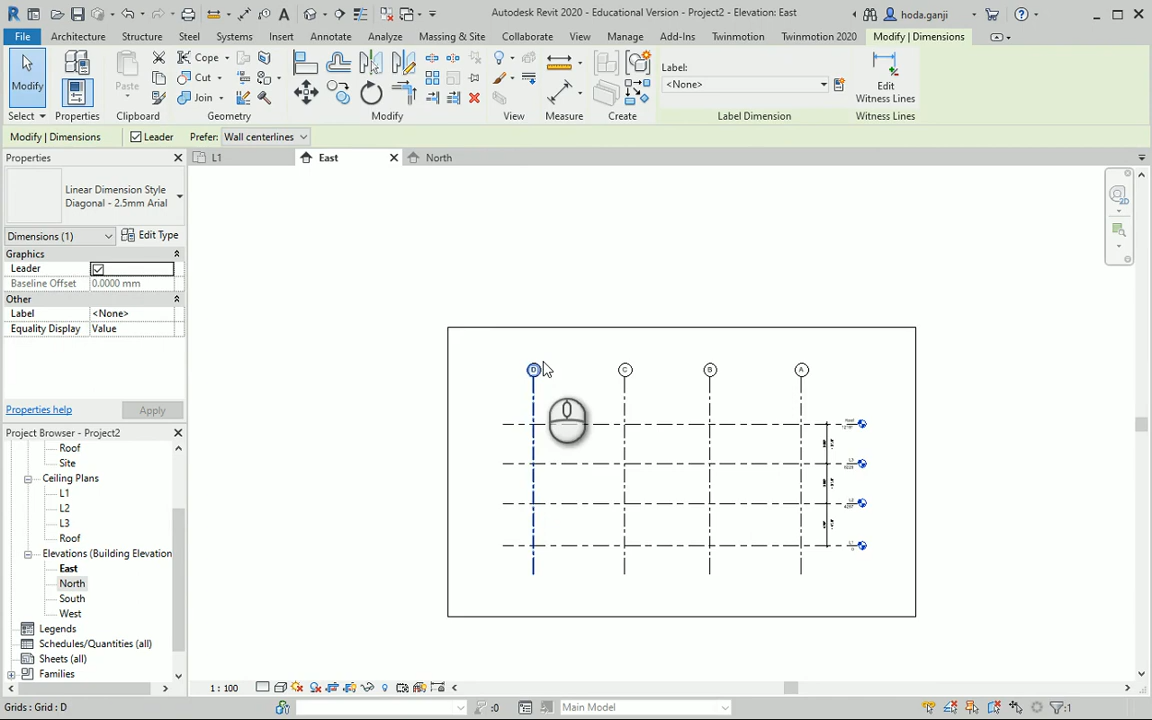 Autodesk Revit 2020 - Educational Version - Project2 - Elevation: East
hoda.ganji
File Architecture Structure Steel Systems Insert Annotate Analyze Massing & Site Collaborate View Manage Add-Ins Twinmotion Twinmotion 2020 Modify | Dimensions
Modify
Properties
Paste
Cope
Cut
Join
Label:
<None>
Edit
Witness Lines
Select
Properties
Clipboard
Geometry
Modify
View
Measure
Create
Label Dimension
Witness Lines
Modify | Dimensions
Leader
Prefer: Wall centerlines
Properties
L1
East
North
Linear Dimension Style
Diagonal - 2.5mm Arial
Dimensions (1)
Edit Type
Graphics
Leader
Baseline Offset 0.0000 mm
Other
Label <None>
Equality Display Value
Properties help
Apply
Project Browser - Project2
Roof
Site
Ceiling Plans
L1
L2
L3
Roof
Elevations (Building Elevation
East
North
South
West
Legends
Schedules/Quantities (all)
Sheets (all)
Families
D
C
B
A
2D
1 : 100
Grids : Grid : D
:0
Main Model
:1